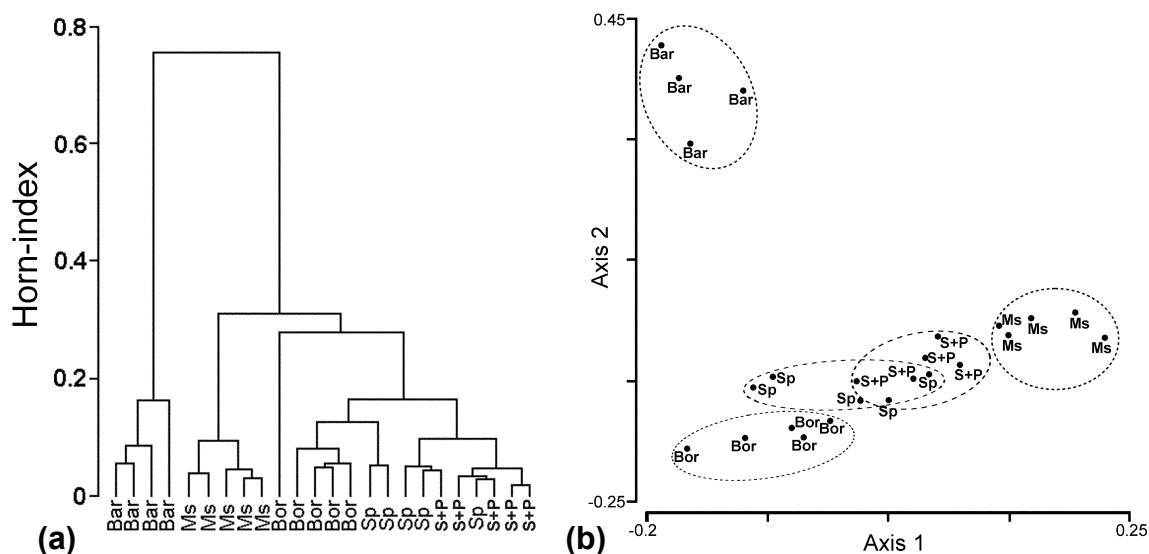 (a)
Horn-index
0.8
0.6
0.4
0.2
0
Bar Bar Bar Bar Ms Ms Ms Ms Ms Bor Bor Bor Bor Bor Sp Sp Sp Sp S+P S+P Sp S+P S+P S+P
(b)
Axis 2
0.45
-0.25
Bar
Bar
Bar
Bar
Ms
Ms
Ms
Ms
Ms
S+P
S+P
S+P
S+P
S+P
Sp
Sp
Sp
Sp
Bor
Bor
Bor
Bor
Bor
-0.2
0.25
Axis 1